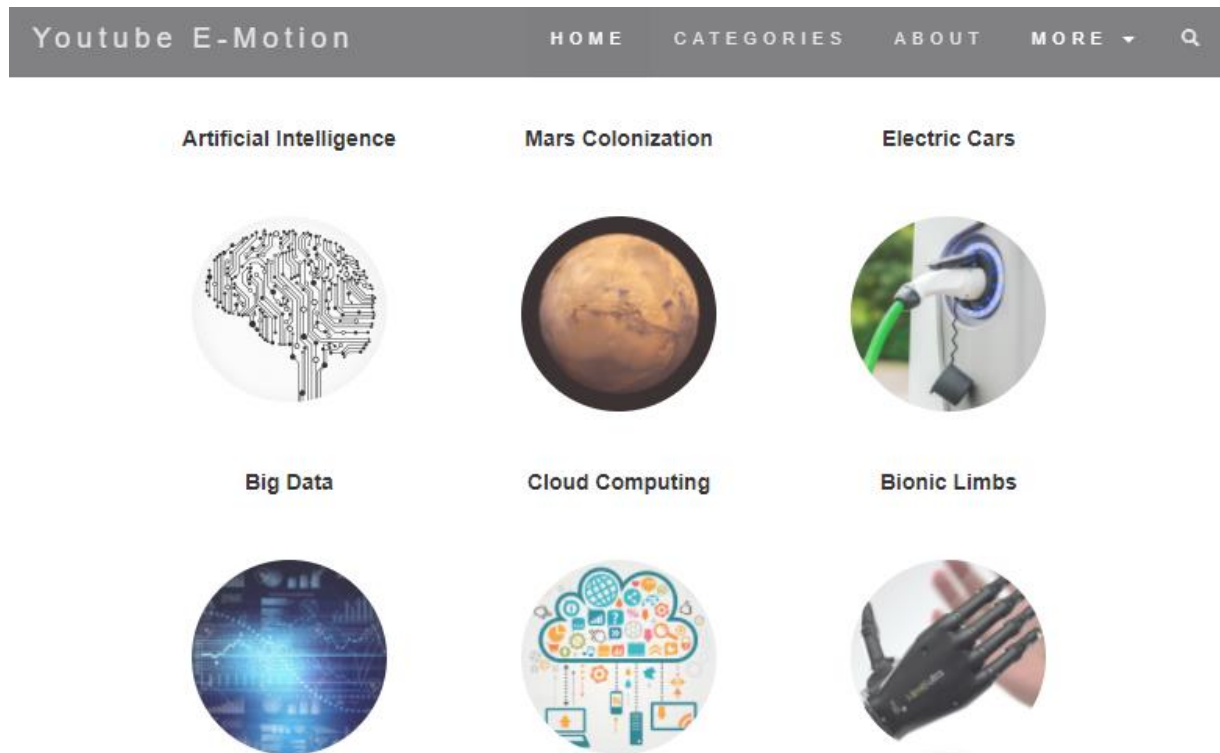 Youtube E-Motion HOME CATEGORIES ABOUT MORE
Artificial Intelligence Mars Colonization Electric Cars
Big Data Cloud Computing Bionic Limbs